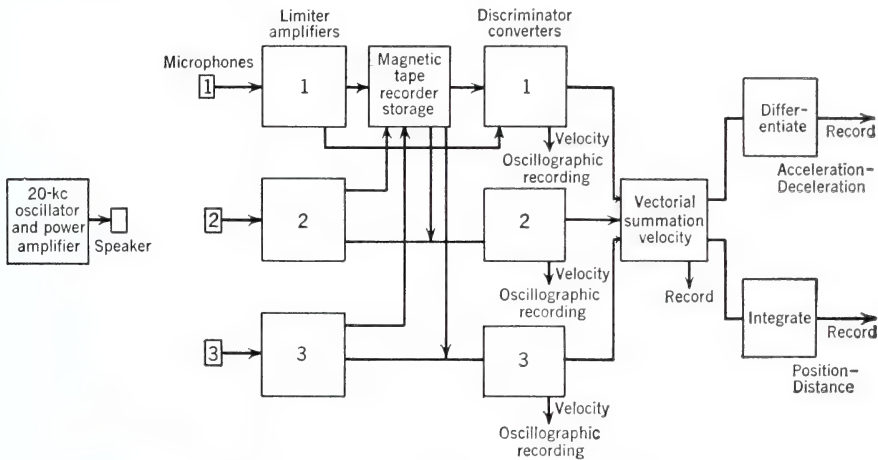 Limiter
amplifiers
Discriminator
converters
Microphones
1
1
Magnetic
tape
recorder
storage
1
Velocity
Oscillographic
recording
Differ-
entiate
Record
Acceleration-
Deceleration
20-kc
oscillator
and power
amplifier
Speaker
2
2
2
Velocity
Oscillographic
recording
Vectorial
summation
velocity
Record
3
3
3
Velocity
Oscillographic
recording
Integrate
Record
Position-
Distance